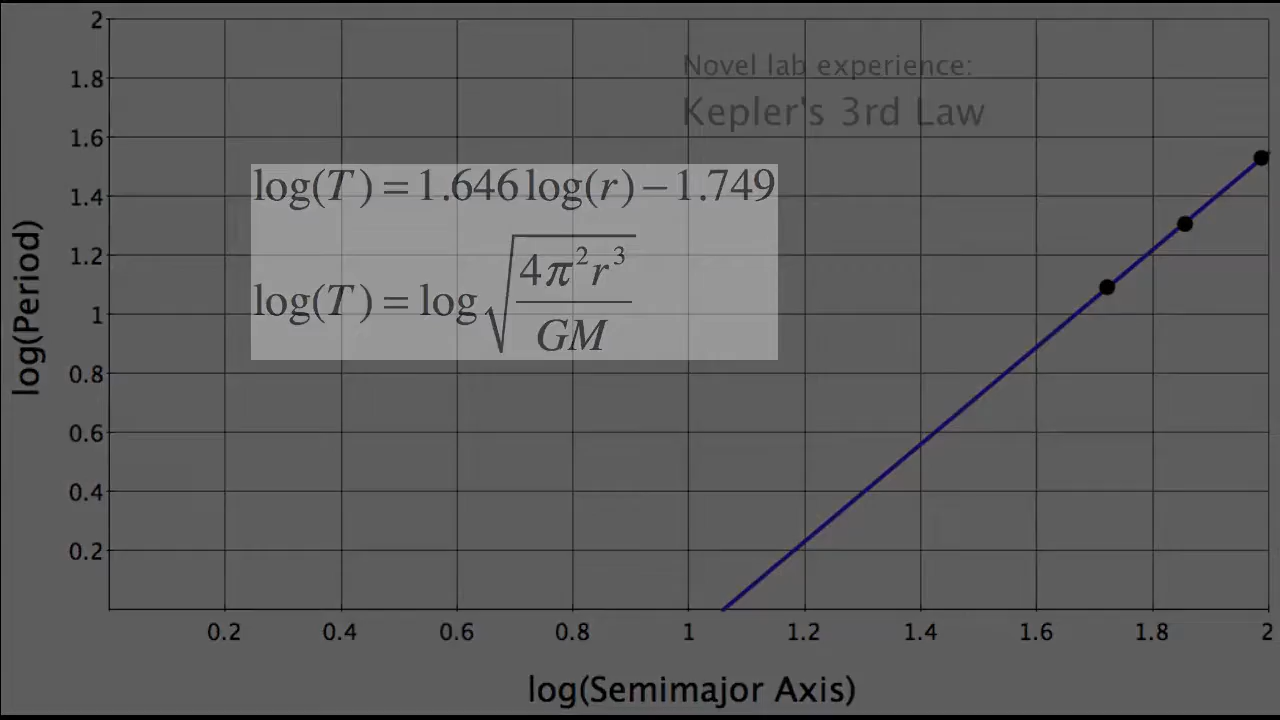 Novel lab experience:
Kepler's 3rd Law
log(T) = 1.646 log(r) − 1.749
log(T) = log √(4π²r³ / GM)
log(Period)
2
1.8
1.6
1.4
1.2
1
0.8
0.6
0.4
0.2
0.2 0.4 0.6 0.8 1 1.2 1.4 1.6 1.8 2
log(Semimajor Axis)